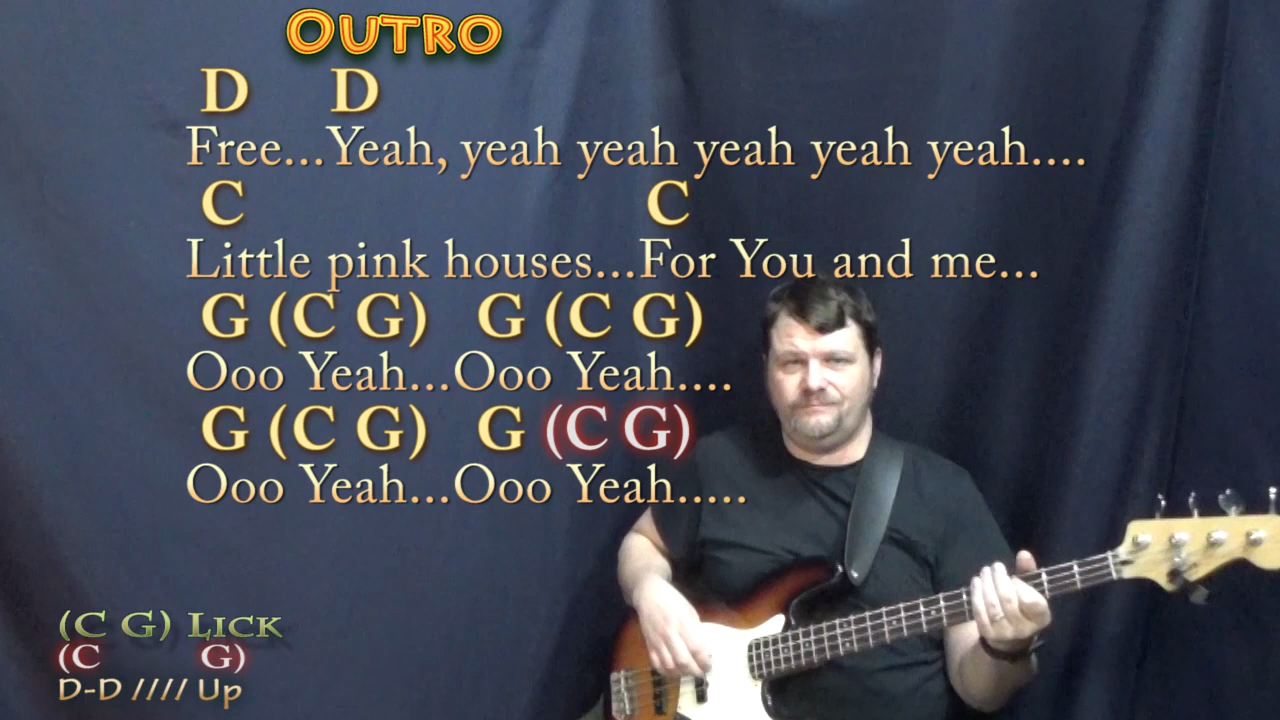 OUTRO
D D
Free...Yeah, yeah yeah yeah yeah yeah....
C C
Little pink houses...For You and me...
G (C G) G (C G)
Ooo Yeah...Ooo Yeah....
G (C G) G (C G)
Ooo Yeah...Ooo Yeah.....
(C G) LICK
(C G)
D-D //// Up